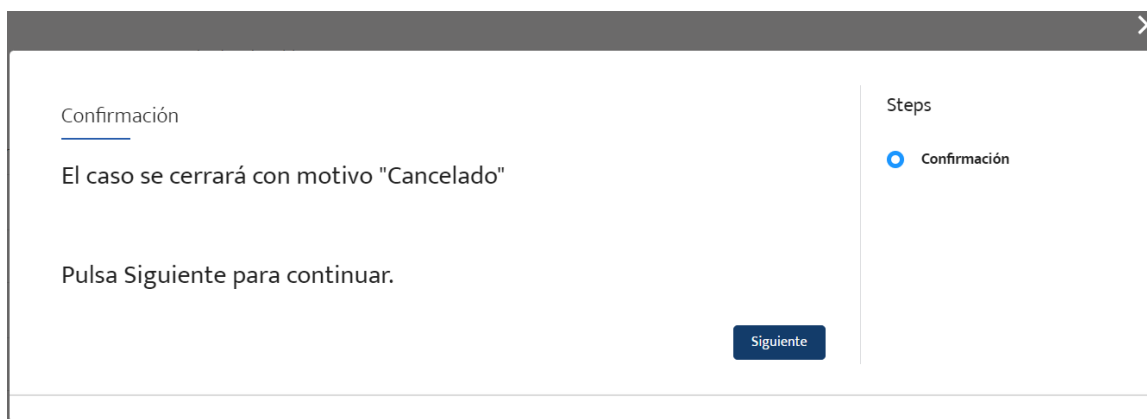 Confirmación
El caso se cerrará con motivo "Cancelado"
Pulsa Siguiente para continuar.
Siguiente
Steps
Confirmación